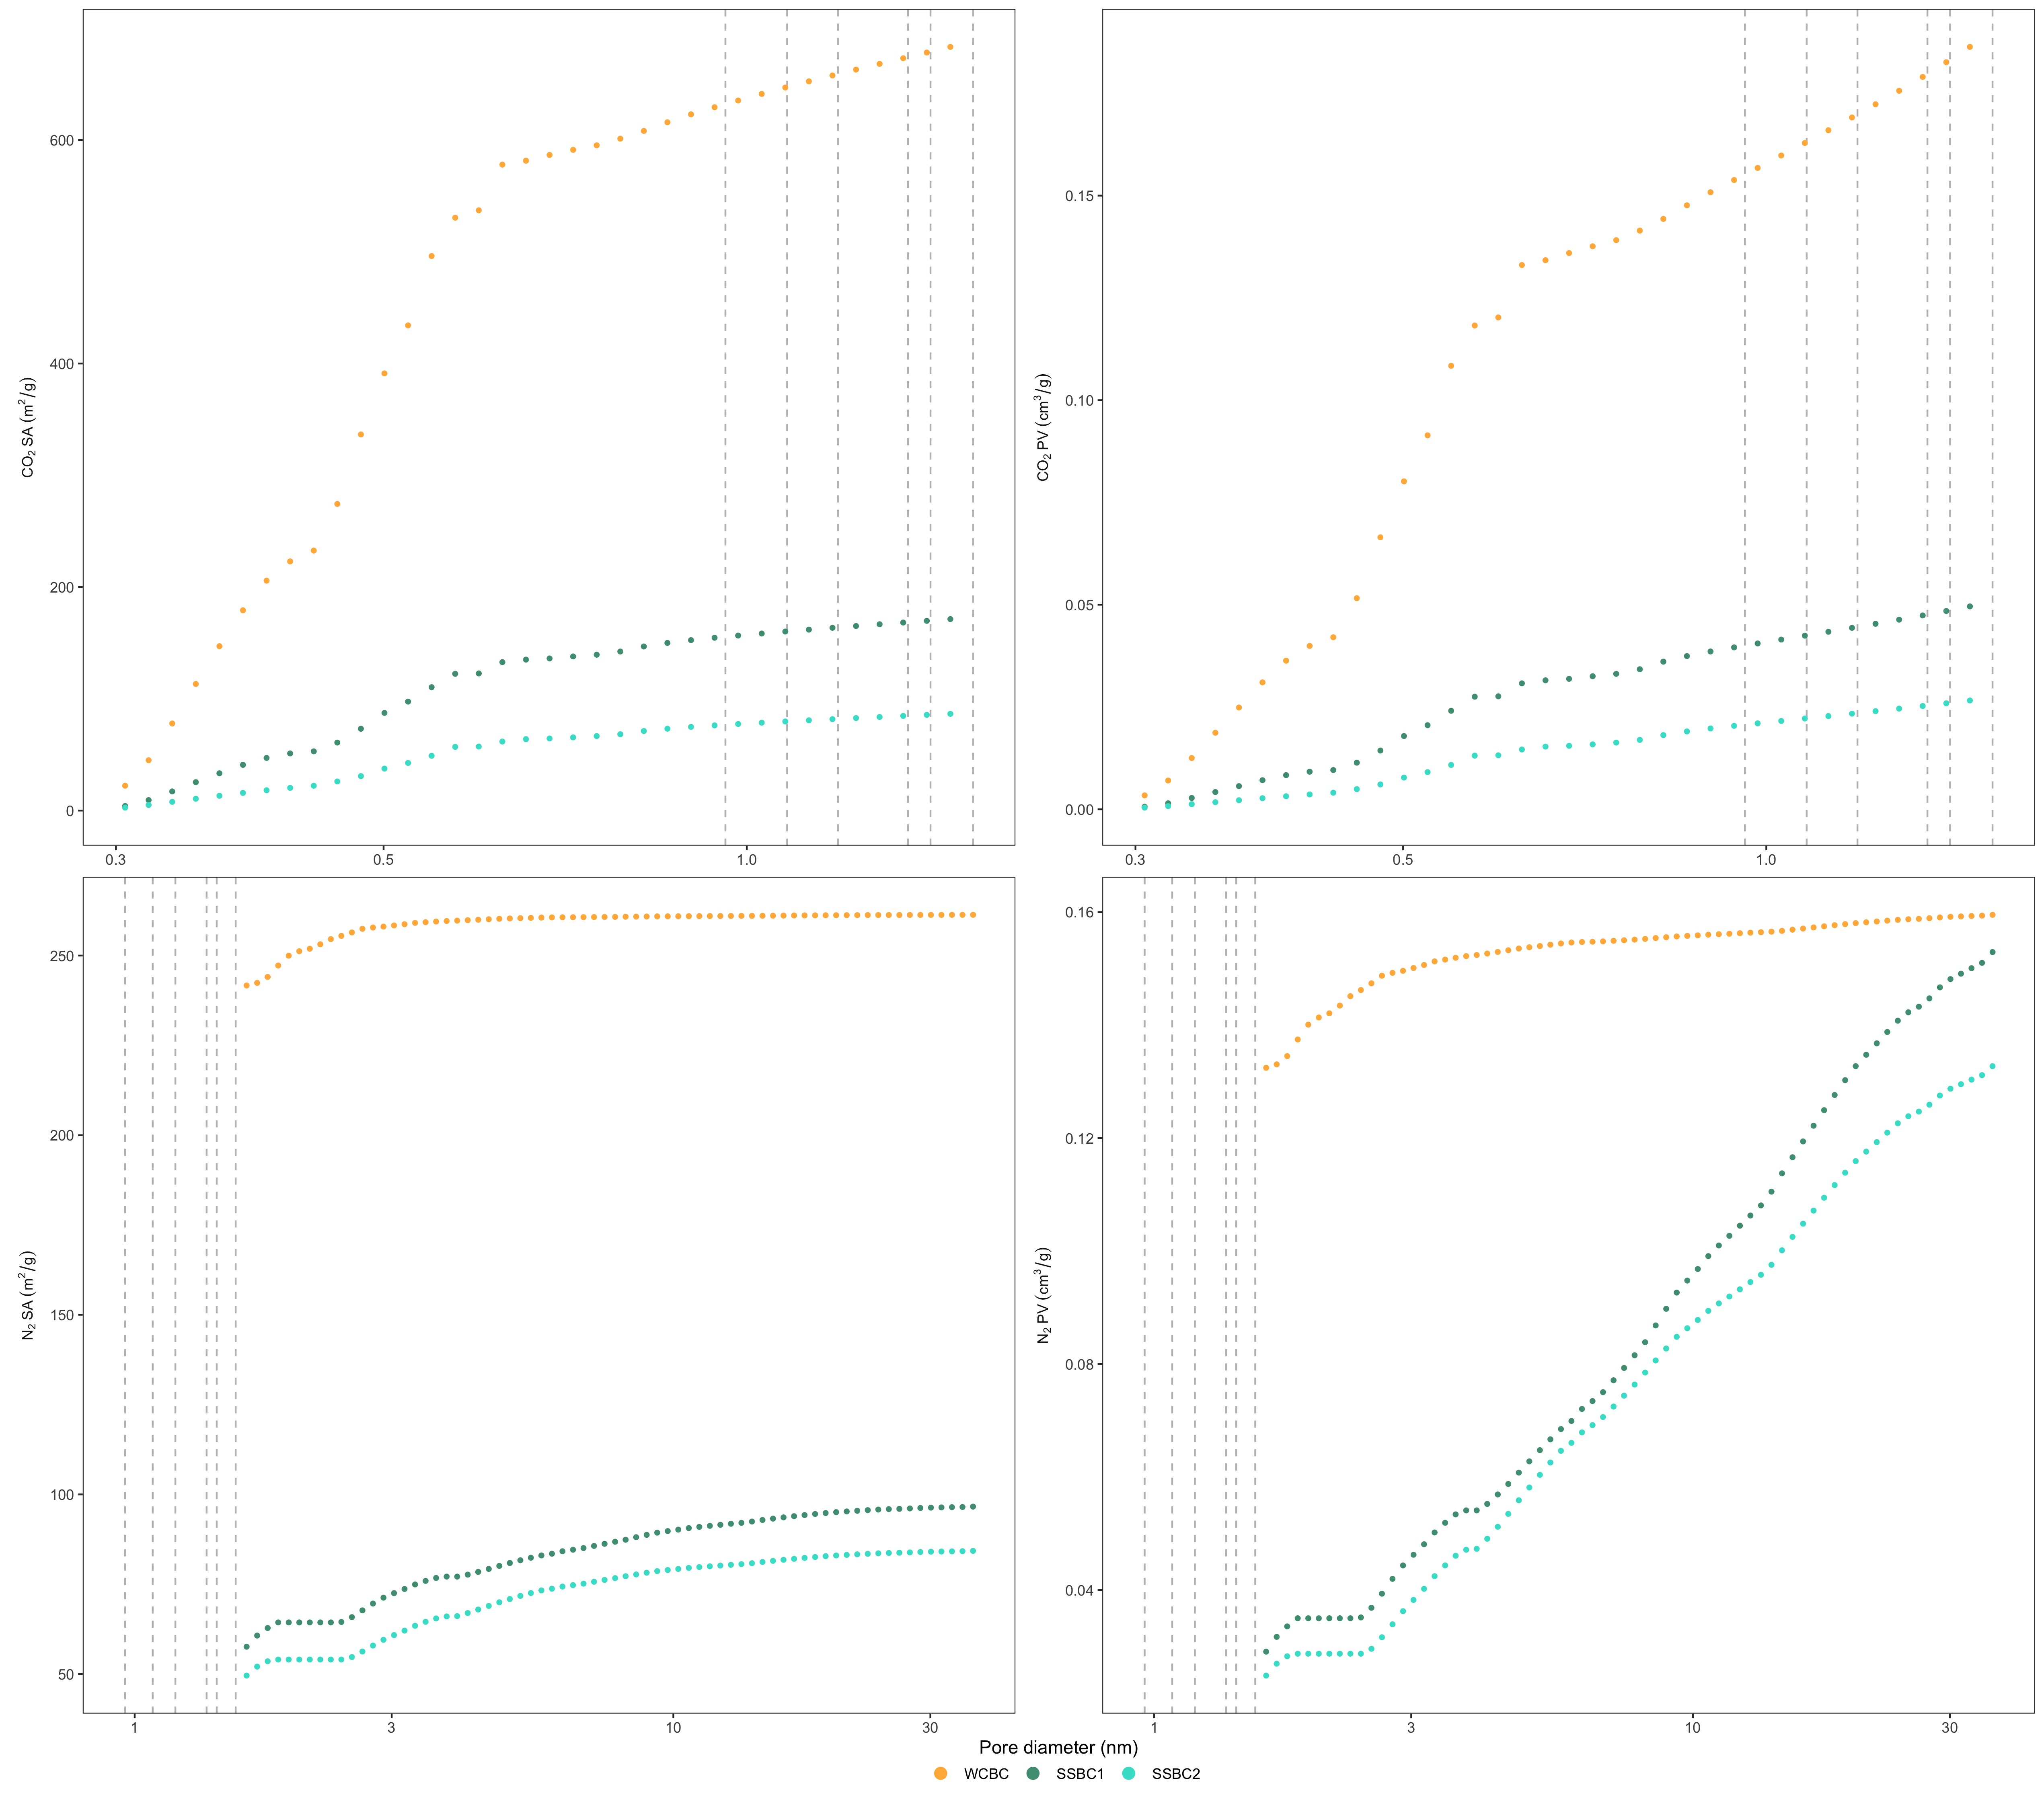 CO₂ SA (m²/g)
600
400
200
0
0.3 0.5 1.0
CO₂ PV (cm³/g)
0.15
0.10
0.05
0.00
0.3 0.5 1.0
N₂ SA (m²/g)
250
200
150
100
50
1 3 10 30
N₂ PV (cm³/g)
0.16
0.12
0.08
0.04
1 3 10 30
Pore diameter (nm)
WCBC SSBC1 SSBC2